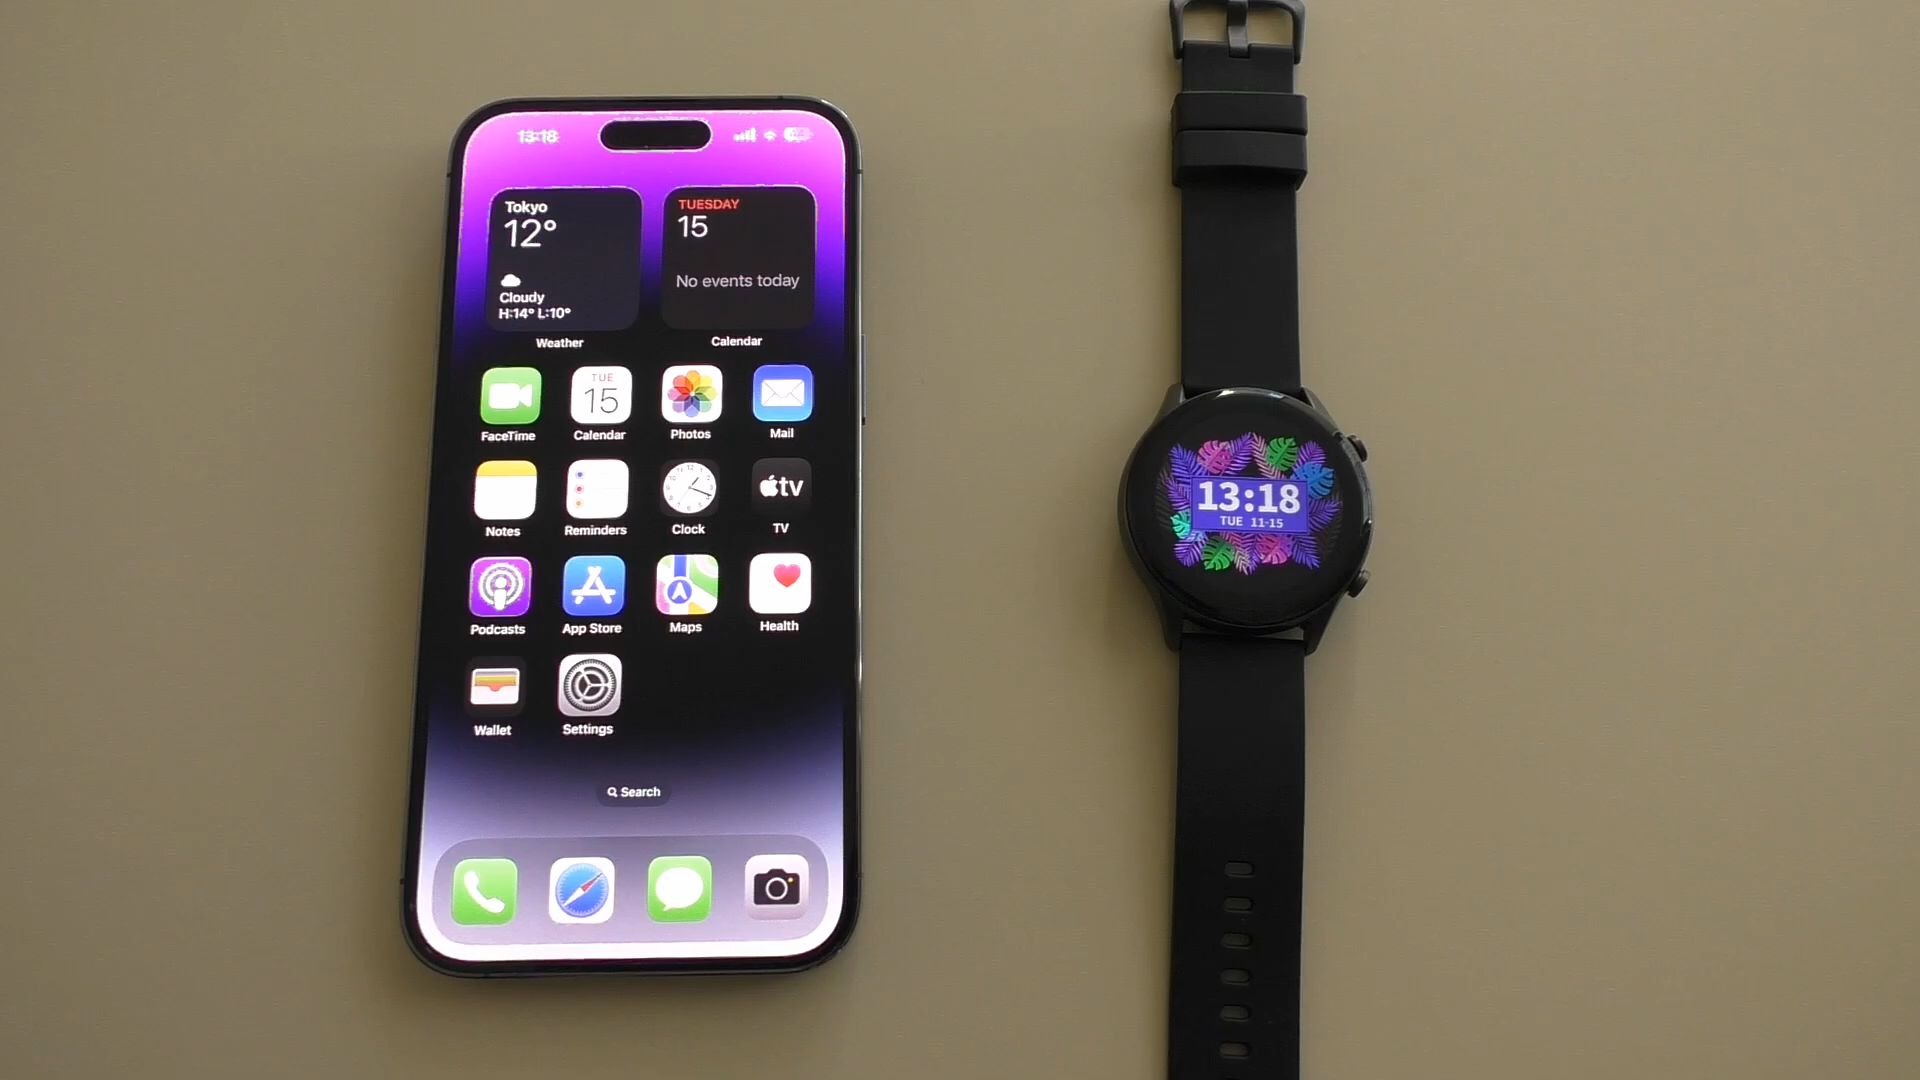 13:18
Tokyo
12°
Cloudy
H:14° L:10°
Weather
TUESDAY
15
No events today
Calendar
TUE
15
FaceTime
Calendar
Photos
Mail
tv
Notes
Reminders
Clock
TV
Podcasts
App Store
Maps
Health
Wallet
Settings
Search
13:18
TUE 11-15